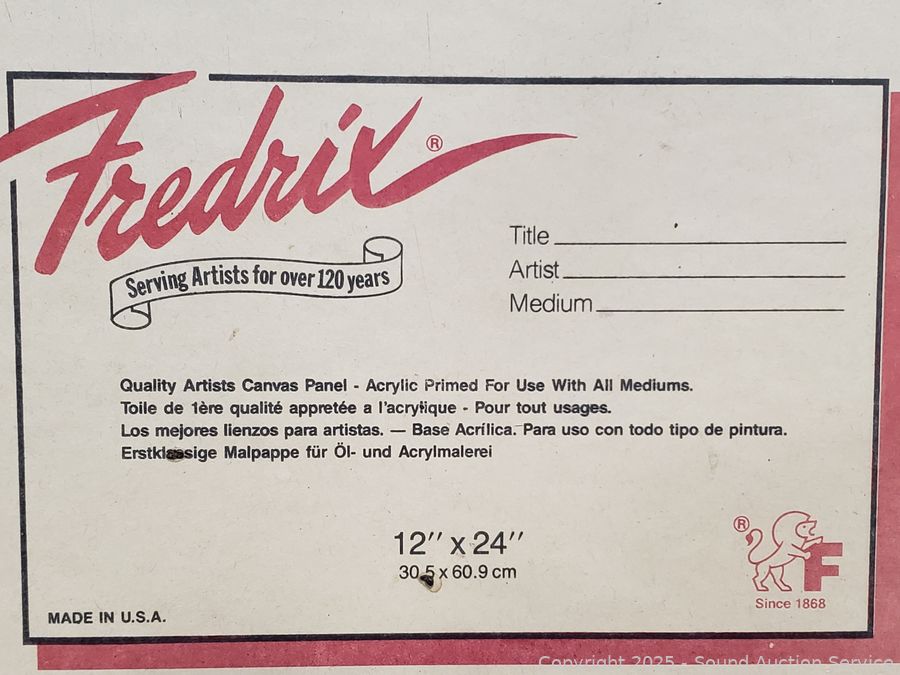 Fredrix®
Serving Artists for over 120 years
Title
Artist
Medium
Quality Artists Canvas Panel - Acrylic Primed For Use With All Mediums.
Toile de 1ère qualité appretée a l'acrylique - Pour tout usages.
Los mejores lienzos para artistas. — Base Acrílica. Para uso con todo tipo de pintura.
Erstklassige Malpappe für Öl- und Acrylmalerei
12″ x 24″
30.5 x 60.9 cm
® F
Since 1868
MADE IN U.S.A.
Copyright 2025 - Sound Auction Service